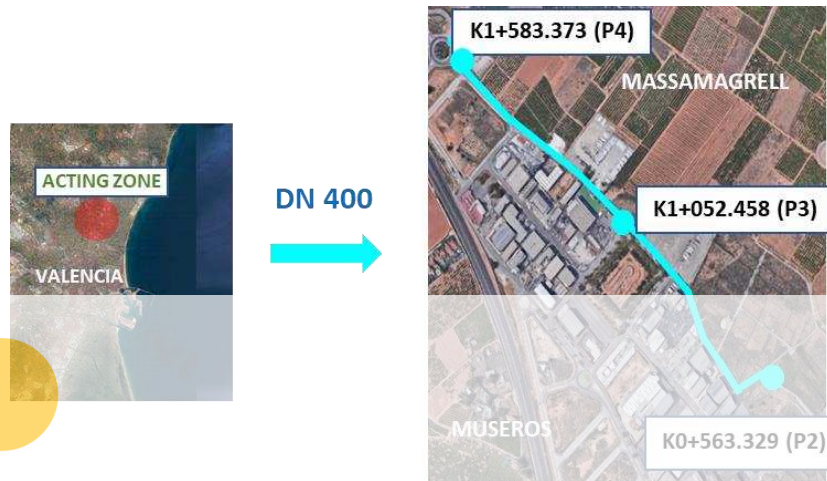 K1+583.373 (P4)
MASSAMAGRELL
ACTING ZONE
DN 400
K1+052.458 (P3)
VALENCIA
MUSEROS
K0+563.329 (P2)